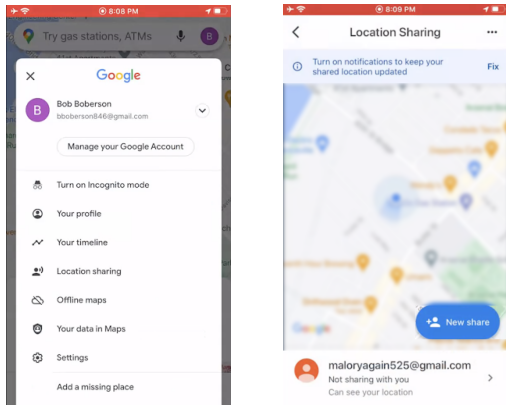 8:08 PM
Try gas stations, ATMs
B
Google
B
Bob Boberson
bboberson846@gmail.com
Manage your Google Account
Turn on Incognito mode
Your profile
Your timeline
Location sharing
Offline maps
Your data in Maps
Settings
Add a missing place
8:09 PM
Location Sharing
Turn on notifications to keep your
shared location updated
Fix
Google
New share
maloryagain525@gmail.com
Not sharing with you
Can see your location